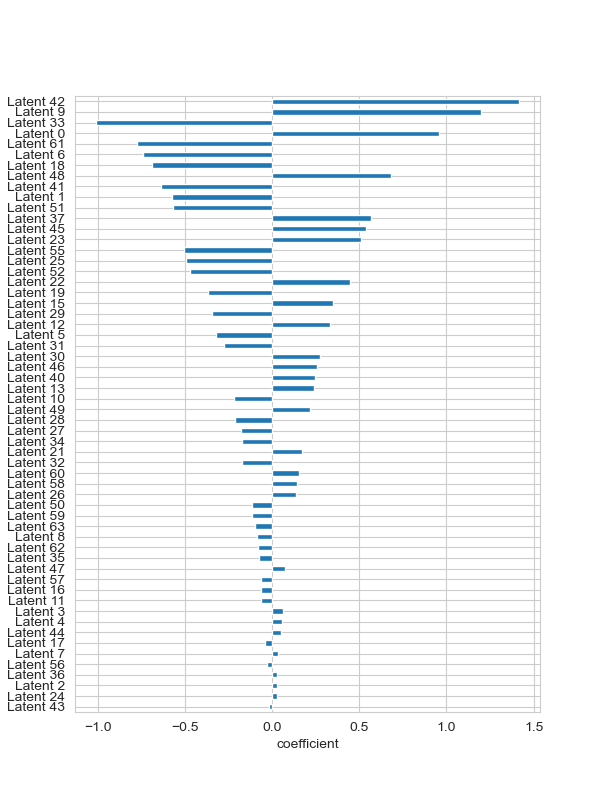 Latent 42
Latent 9
Latent 33
Latent 0
Latent 61
Latent 6
Latent 18
Latent 48
Latent 41
Latent 1
Latent 51
Latent 37
Latent 45
Latent 23
Latent 55
Latent 25
Latent 52
Latent 22
Latent 19
Latent 15
Latent 29
Latent 12
Latent 5
Latent 31
Latent 30
Latent 46
Latent 40
Latent 13
Latent 10
Latent 49
Latent 28
Latent 27
Latent 34
Latent 21
Latent 32
Latent 60
Latent 58
Latent 26
Latent 50
Latent 59
Latent 63
Latent 8
Latent 62
Latent 35
Latent 47
Latent 57
Latent 16
Latent 11
Latent 3
Latent 4
Latent 44
Latent 17
Latent 7
Latent 56
Latent 36
Latent 2
Latent 24
Latent 43
−1.0 −0.5 0.0 0.5 1.0 1.5
coefficient